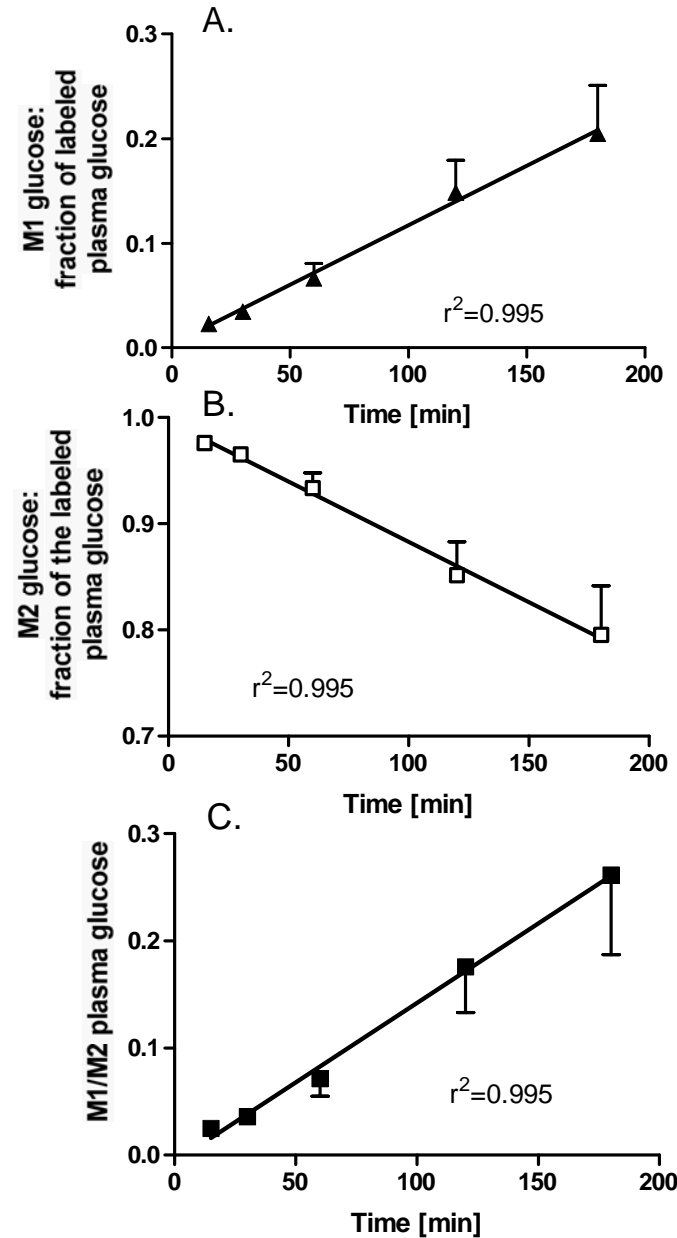 A.
M1 glucose:
fraction of labeled
plasma glucose
0.3
0.2
0.1
0.0
r²=0.995
0 50 100 150 200
Time [min]
B.
M2 glucose:
fraction of the labeled
plasma glucose
1.0
0.9
0.8
0.7
r²=0.995
0 50 100 150 200
Time [min]
C.
M1/M2 plasma glucose
0.3
0.2
0.1
0.0
r²=0.995
0 50 100 150 200
Time [min]